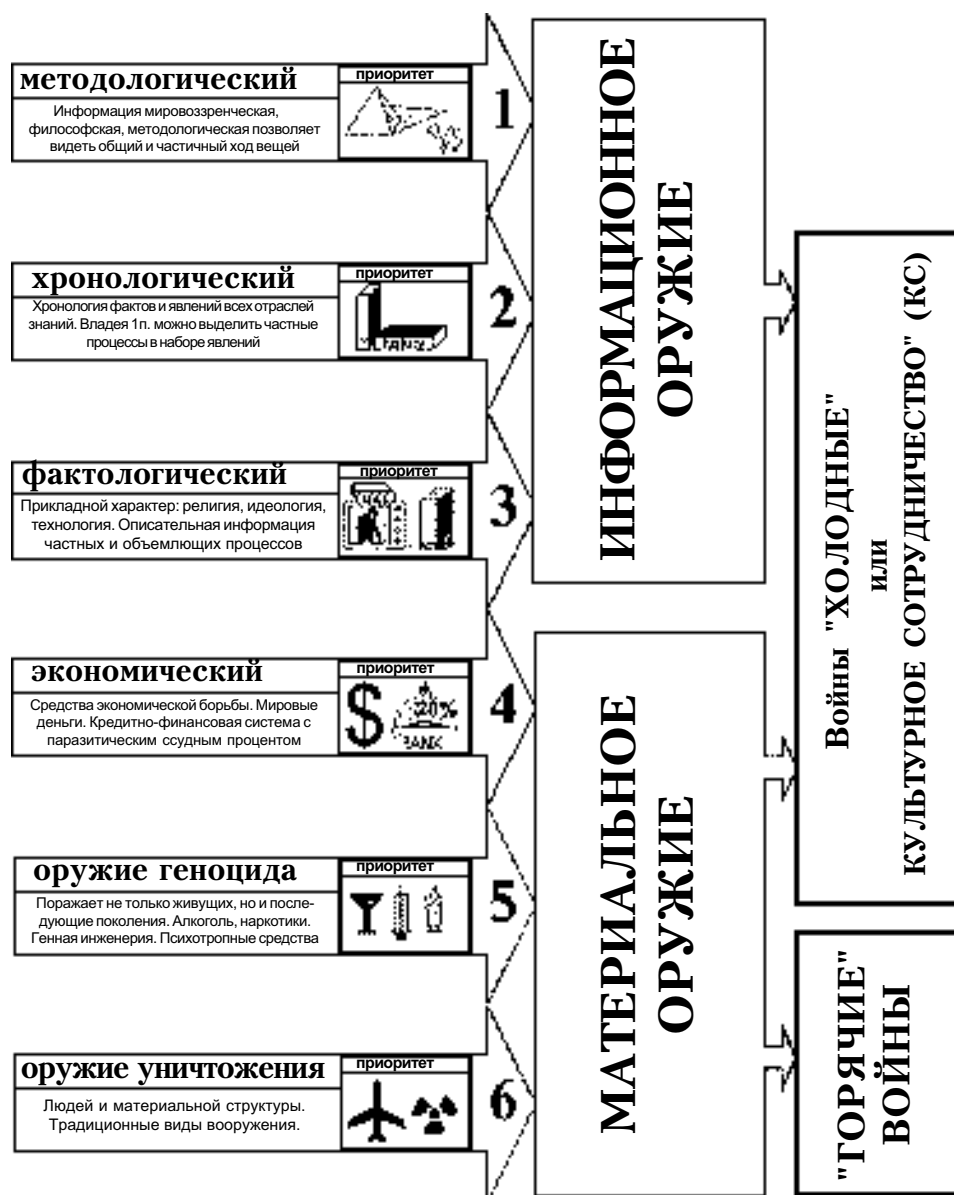 методологический
приоритет
Информация мировоззренческая,
философская, методологическая позволяет
видеть общий и частичный ход вещей
1
хронологический
приоритет
Хронология фактов и явлений всех отраслей
знаний. Владея 1п. можно выделить частные
процессы в наборе явлений
2
фактологический
приоритет
Прикладной характер: религия, идеология,
технология. Описательная информация
частных и объемлющих процессов
3
экономический
приоритет
Средства экономической борьбы. Мировые
деньги. Кредитно-финансовая система с
паразитическим ссудным процентом
$
20%
BANK
4
оружие геноцида
приоритет
Поражает не только живущих, но и после-
дующие поколения. Алкоголь, наркотики.
Генная инженерия. Психотропные средства
5
оружие уничтожения
приоритет
Людей и материальной структуры.
Традиционные виды вооружения.
6
ИНФОРМАЦИОННОЕ
ОРУЖИЕ
МАТЕРИАЛЬНОЕ
ОРУЖИЕ
Войны "ХОЛОДНЫЕ"
или
КУЛЬТУРНОЕ СОТРУДНИЧЕСТВО" (КС)
"ГОРЯЧИЕ"
ВОЙНЫ